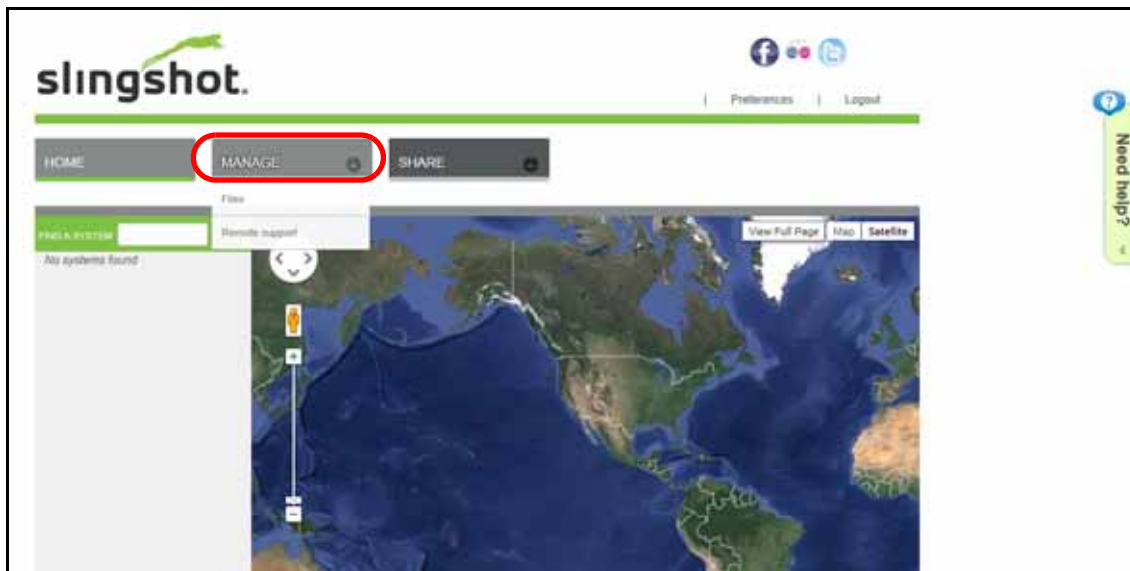 slingshot.
| Preferences | Logout
HOME
MANAGE
SHARE
Files
Remote support
FIND A SYSTEM
No systems found
View Full Page
Map
Satellite
Need help?